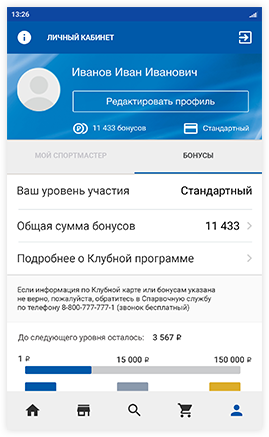 13:26
ЛИЧНЫЙ КАБИНЕТ
Иванов Иван Иванович
Редактировать профиль
11 433 бонусов Стандартный
МОЙ СПОРТМАСТЕР БОНУСЫ
Ваш уровень участия Стандартный
Общая сумма бонусов 11 433
Подробнее о Клубной программе
Если информация по Клубной карте или бонусам указана
не верно, пожалуйста, обратитесь в Спарвочную службу
по телефону 8-800-777-777-1 (звонок бесплатный)
До следующего уровня осталось: 3 567 ₽
1 ₽ 15 000 ₽ 150 000 ₽